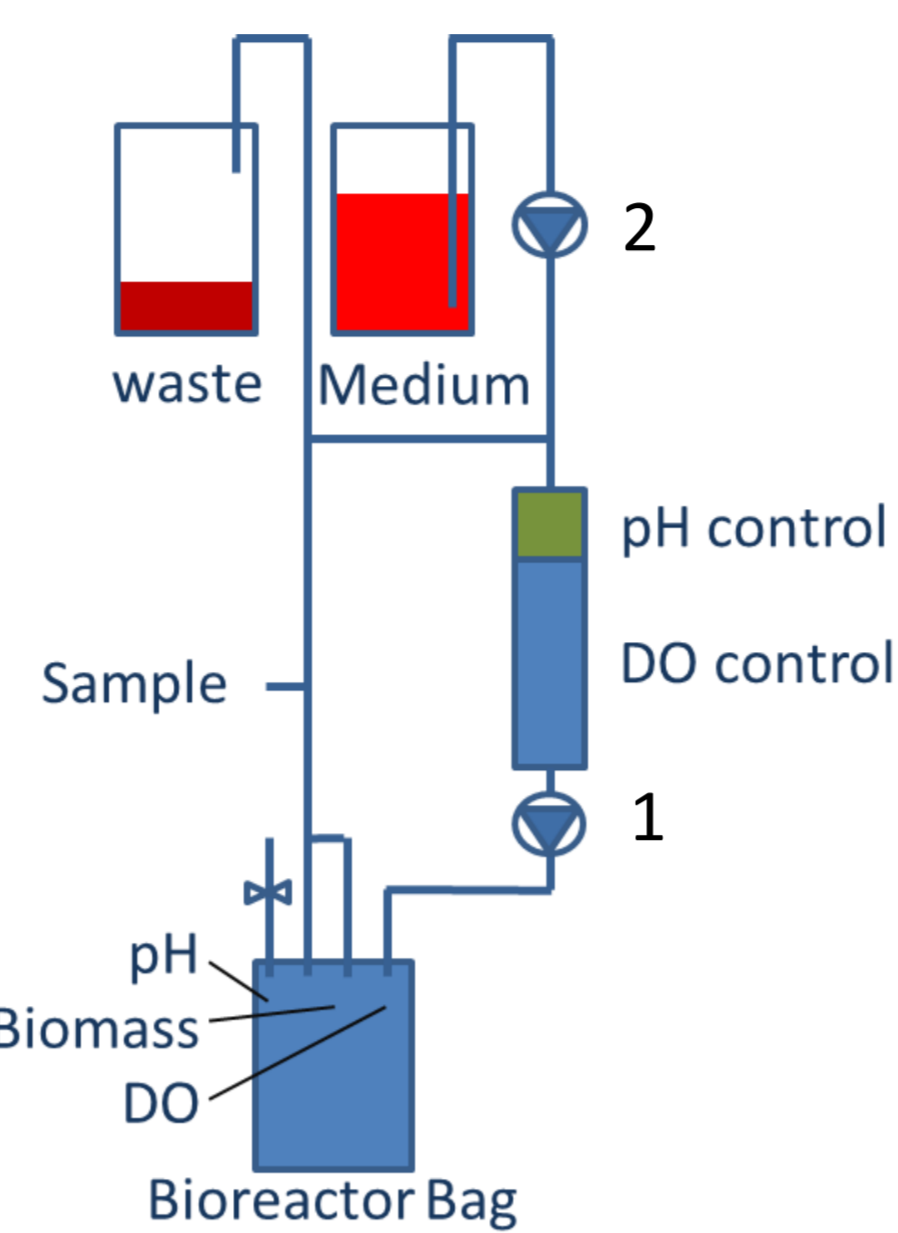 2
waste
Medium
pH control
DO control
Sample
1
pH
Biomass
DO
Bioreactor Bag